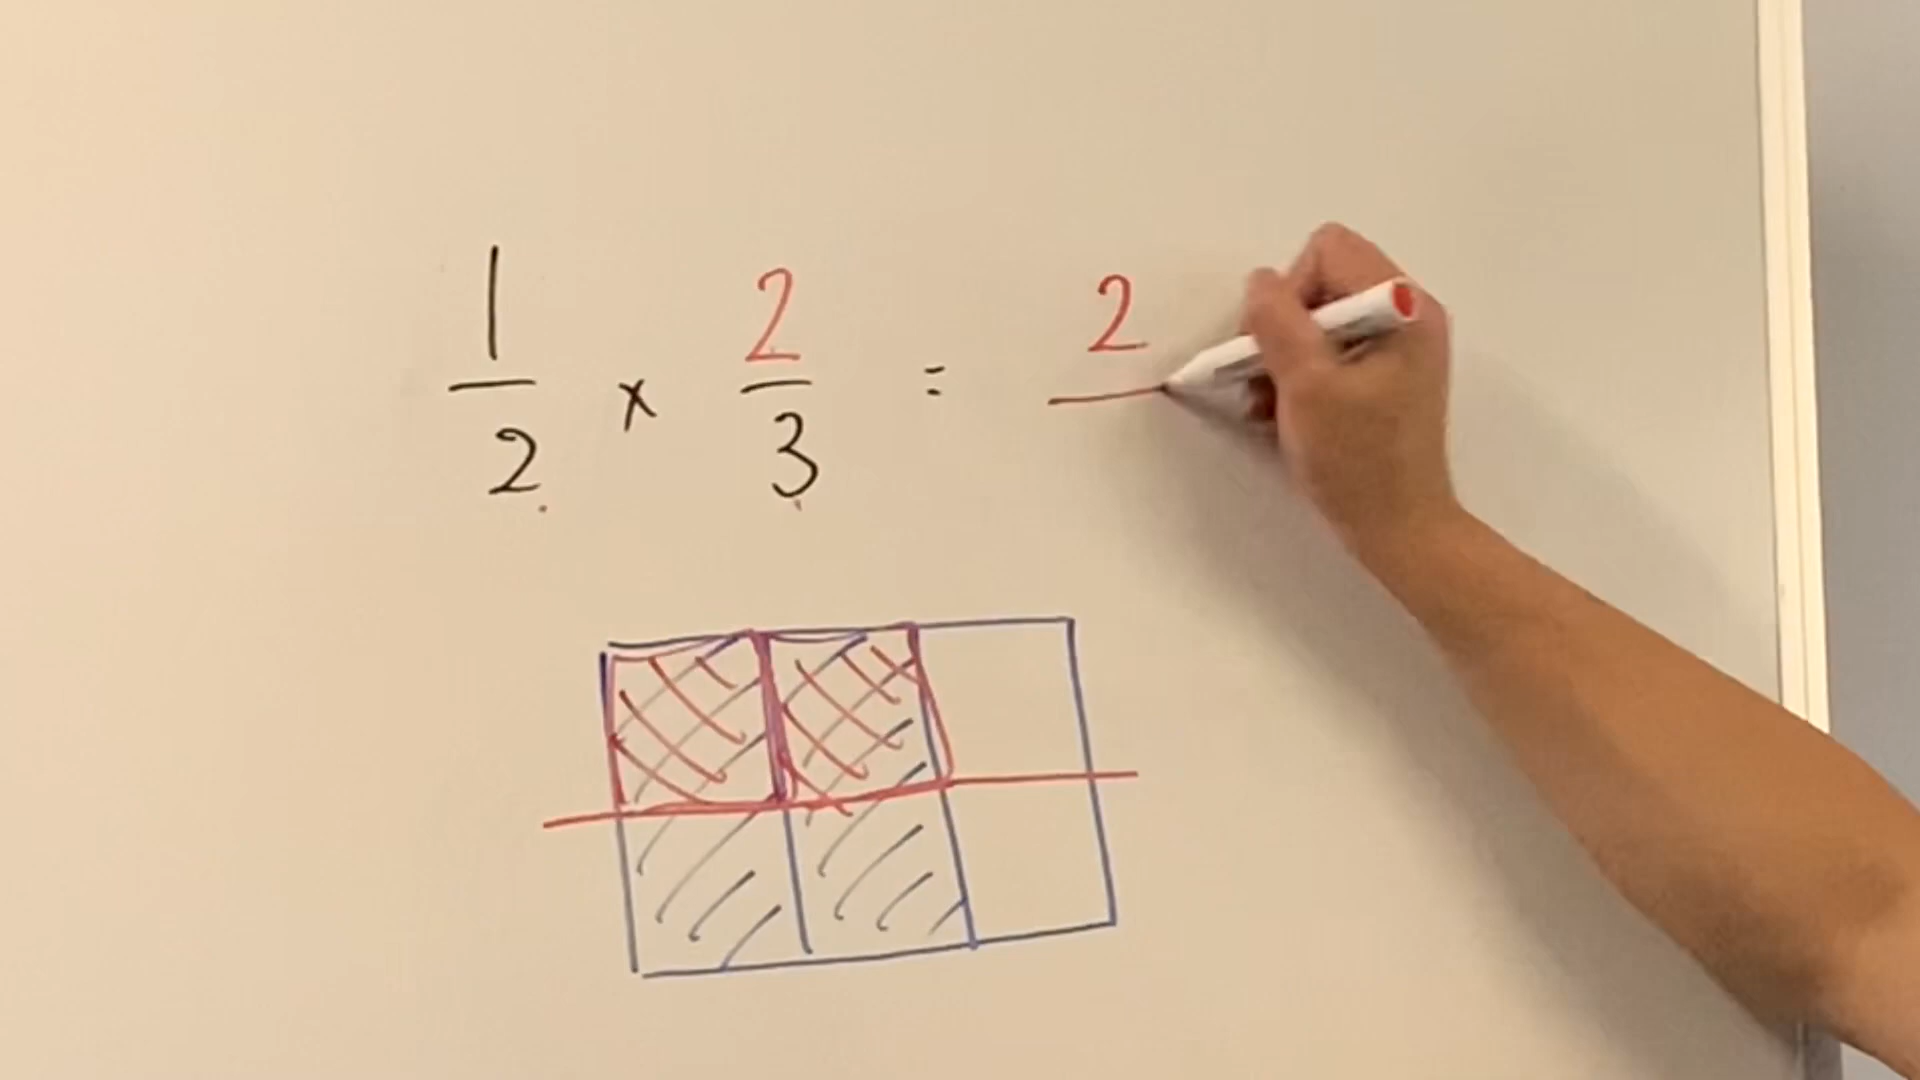 1/2 x 2/3 = 2/